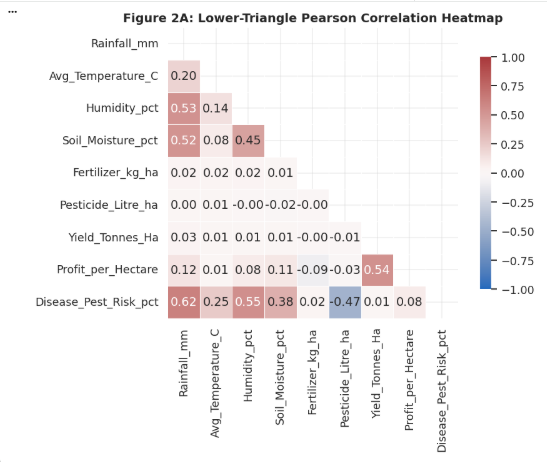 ...
Figure 2A: Lower-Triangle Pearson Correlation Heatmap
Rainfall_mm
Avg_Temperature_C 0.20
Humidity_pct 0.53 0.14
Soil_Moisture_pct 0.52 0.08 0.45
Fertilizer_kg_ha 0.02 0.02 0.02 0.01
Pesticide_Litre_ha 0.00 0.01 -0.00 -0.02 -0.00
Yield_Tonnes_Ha 0.03 0.01 0.01 0.01 -0.00 -0.01
Profit_per_Hectare 0.12 0.01 0.08 0.11 -0.09 -0.03 0.54
Disease_Pest_Risk_pct 0.62 0.25 0.55 0.38 0.02 -0.47 0.01 0.08
Rainfall_mm
Avg_Temperature_C
Humidity_pct
Soil_Moisture_pct
Fertilizer_kg_ha
Pesticide_Litre_ha
Yield_Tonnes_Ha
Profit_per_Hectare
Disease_Pest_Risk_pct
1.00
0.75
0.50
0.25
0.00
−0.25
−0.50
−0.75
−1.00